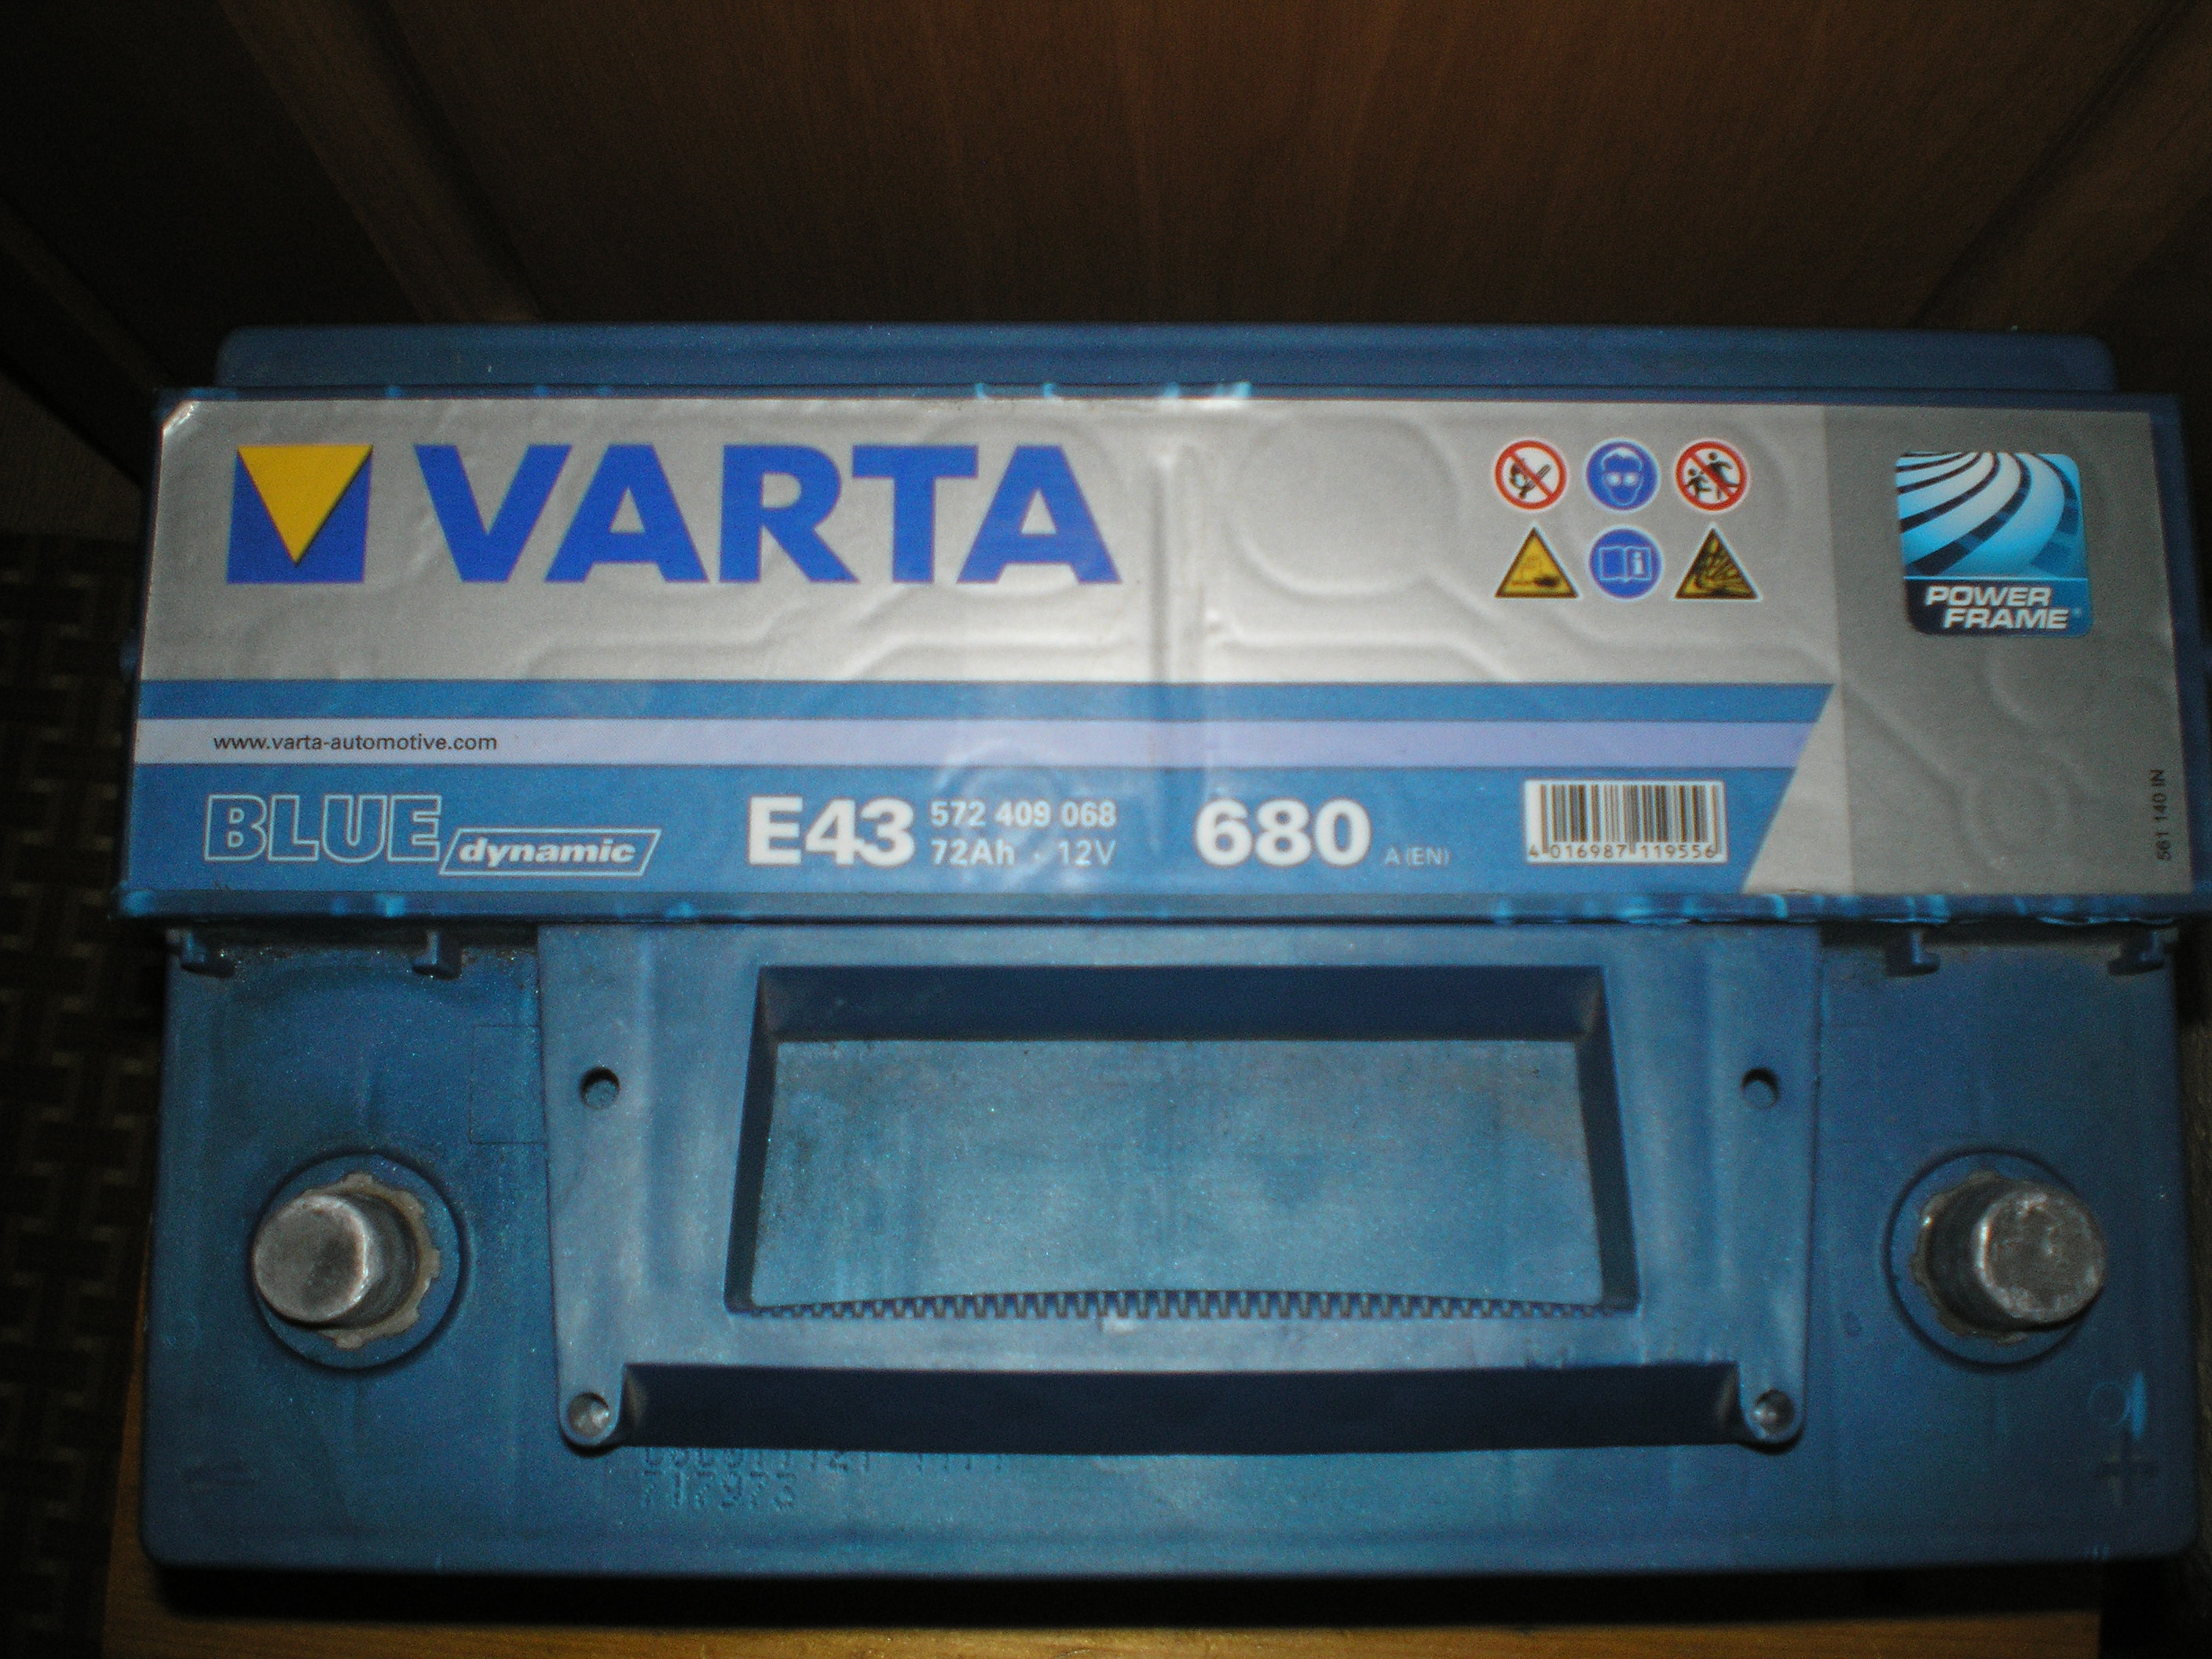 VARTA
POWER
FRAME®
www.varta-automotive.com
BLUE dynamic
E43 572 409 068
72Ah · 12V
680 A (EN)
4 016987 119556
561 140 IN
717973